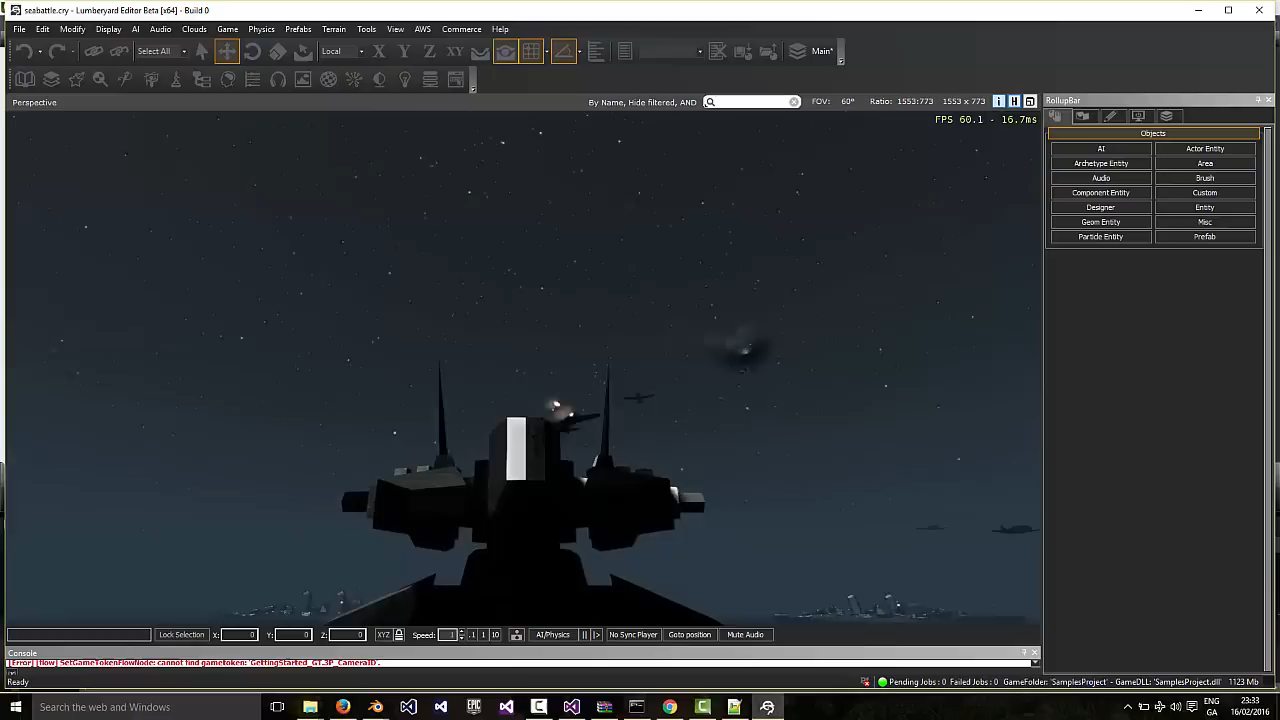 seabattle.cry - Lumberyard Editor Beta [x64] - Build 0
File Edit Modify Display AI Audio Clouds Game Physics Prefabs Terrain Tools View AWS Commerce Help
Select All Local X Y Z XY Main*
Perspective By Name, Hide filtered, AND FOV: 60° Ratio: 1553:773 1553 x 773 H
FPS 60.1 - 16.7ms
RollupBar
Objects
AI Actor Entity
Archetype Entity Area
Audio Brush
Component Entity Custom
Designer Entity
Geom Entity Misc
Particle Entity Prefab
Lock Selection X: 0 Y: 0 Z: 0 XYZ Speed: 1 .1 1 10 AI/Physics No Sync Player Goto position Mute Audio
Console
[Error] [flow] SetGameTokenFlowNode: cannot find gametoken: 'GettingStarted_GT.3P_CameraID'.
Ready Pending Jobs : 0 Failed Jobs : 0 GameFolder: 'SamplesProject' - GameDLL: 'SamplesProject.dll' 1123 Mb
Search the web and Windows
ENG 23:33
GA 16/02/2016